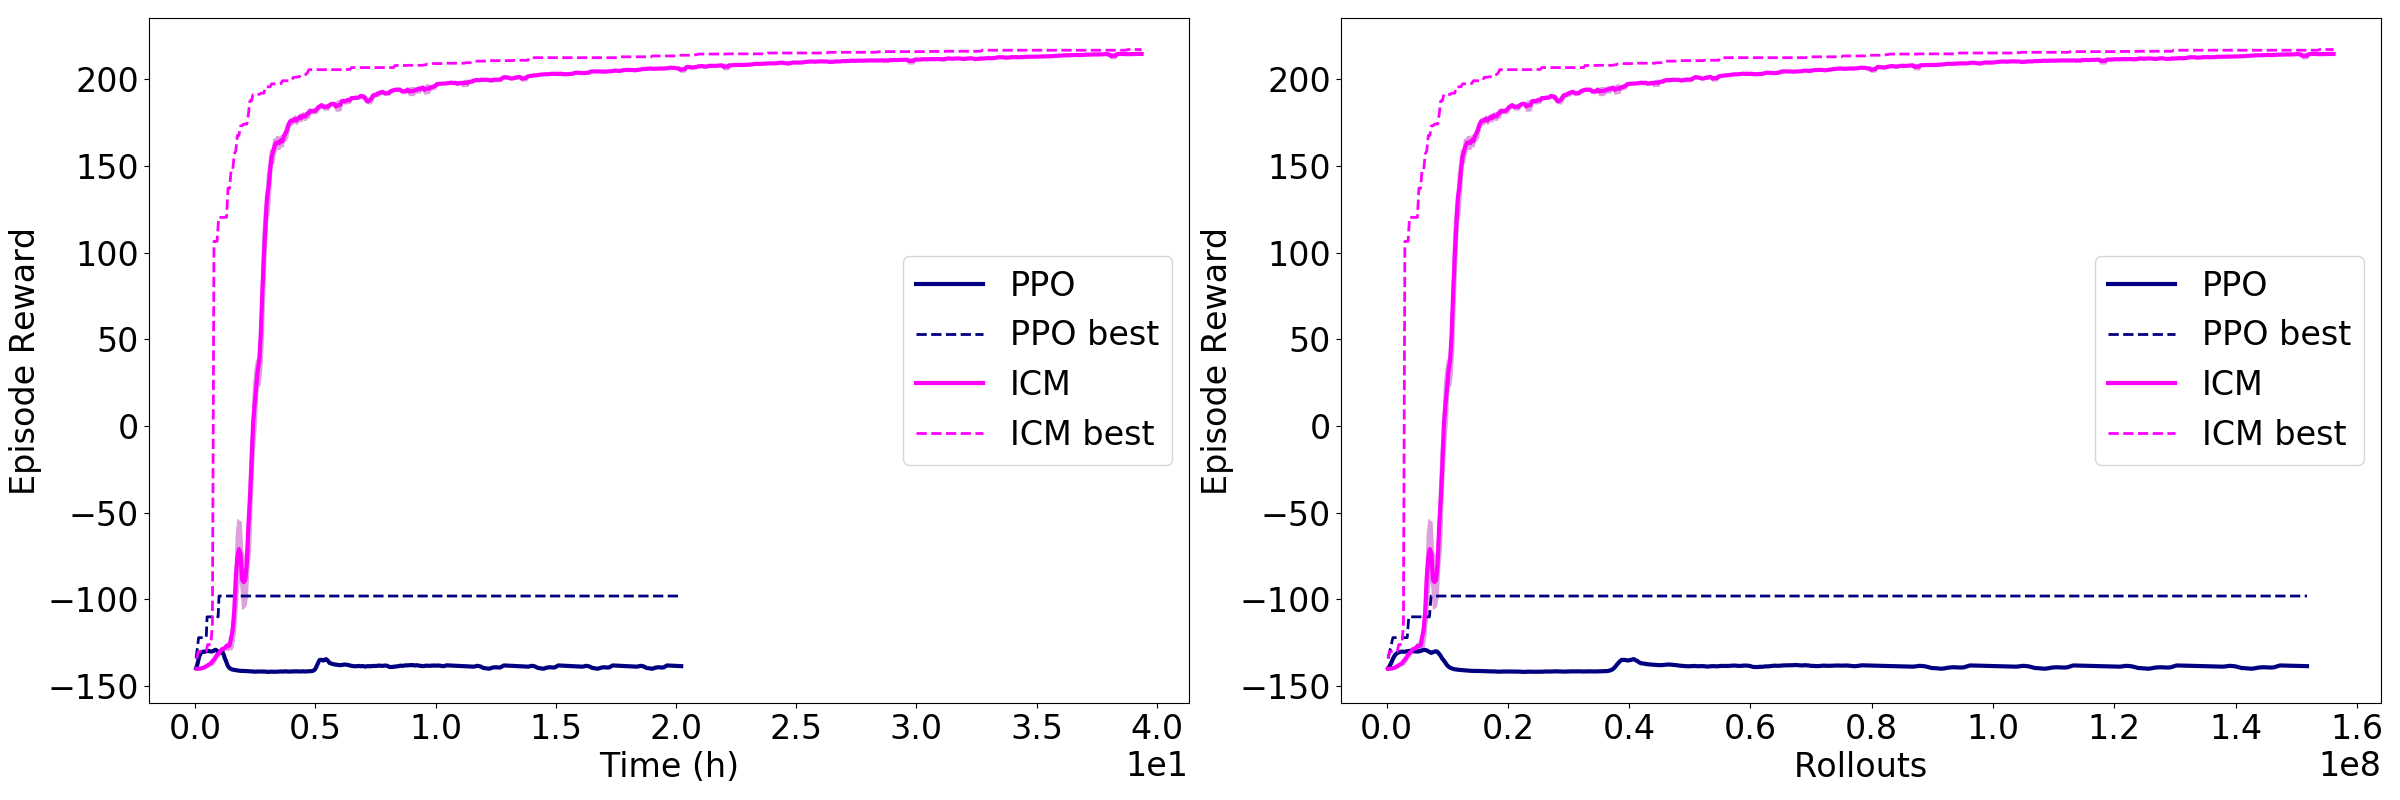 Episode Reward
200
150
100
50
0
−50
−100
−150
0.0 0.5 1.0 1.5 2.0 2.5 3.0 3.5 4.0
1e1
Time (h)
PPO
PPO best
ICM
ICM best
Episode Reward
200
150
100
50
0
−50
−100
−150
0.0 0.2 0.4 0.6 0.8 1.0 1.2 1.4 1.6
1e8
Rollouts
PPO
PPO best
ICM
ICM best